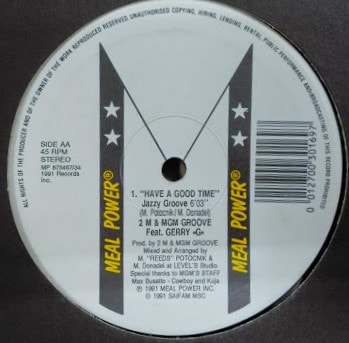 ALL RIGHTS OF THE PRODUCER AND OF THE OWNER OF THE WORK REPRODUCED RESERVED. UNAUTHORISED COPYING, HIRING, LENDING, RENTAL, PUBLIC PERFORMANCE AND BROADCASTING OF THIS RECORD PROHIBITED
SIDE AA
45 RPM
STEREO
MP 675467/34
1991 Records
Inc.
MEAL POWER®
MEAL POWER®
1. "HAVE A GOOD TIME"
Jazzy Groove 6'03"
(M. Potocnik/M. Donadel)
2 M & MGM GROOVE
Feat. GERRY «G»
Prod. by 2 M & MGM GROOVE
Mixed and Arranged by
M. "REEDS" POTOCNIK &
M. Donadel at LEVEL'S Studio
Special thanks to MGM'S STAFF
Max Busatto - Cowboy and Kuja
℗ 1991 MEAL POWER INC.
© 1991 SAIFAM MSC
0 012700 301697